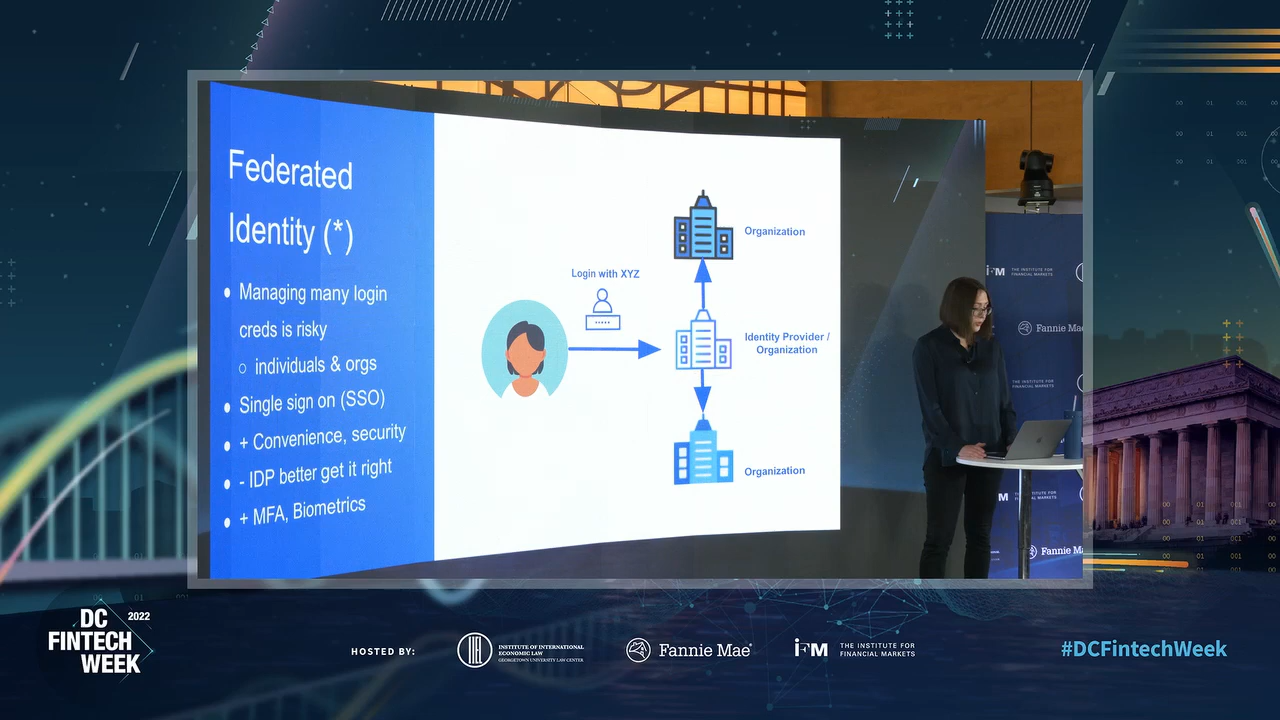 Federated
Identity (*)
• Managing many login
creds is risky
○ individuals & orgs
• Single sign on (SSO)
• + Convenience, security
• - IDP better get it right
• + MFA, Biometrics
Login with XYZ
Organization
Identity Provider /
Organization
Organization
iFM
THE INSTITUTE FOR
FINANCIAL MARKETS
Fannie Mae
Fannie Ma
DC
2022
FINTECH
WEEK
HOSTED BY:
INSTITUTE OF INTERNATIONAL
ECONOMIC LAW
GEORGETOWN UNIVERSITY LAW CENTER
Fannie Mae
iFM
THE INSTITUTE FOR
FINANCIAL MARKETS
#DCFintechWeek